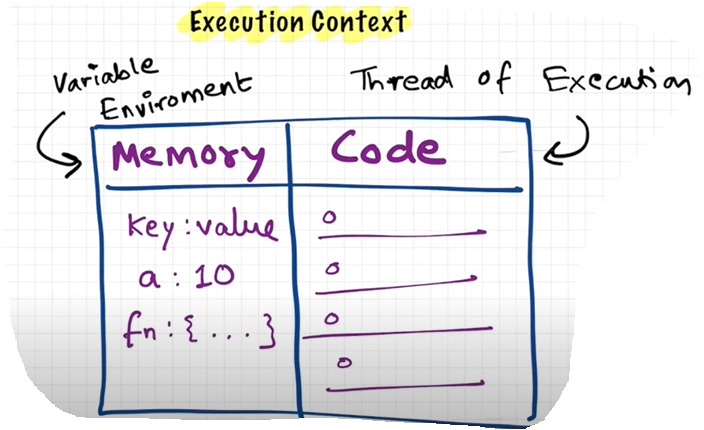 Execution Context
Variable
Enviroment
Thread of Execution
Memory
Code
key:value
a : 10
fn:{ ... }